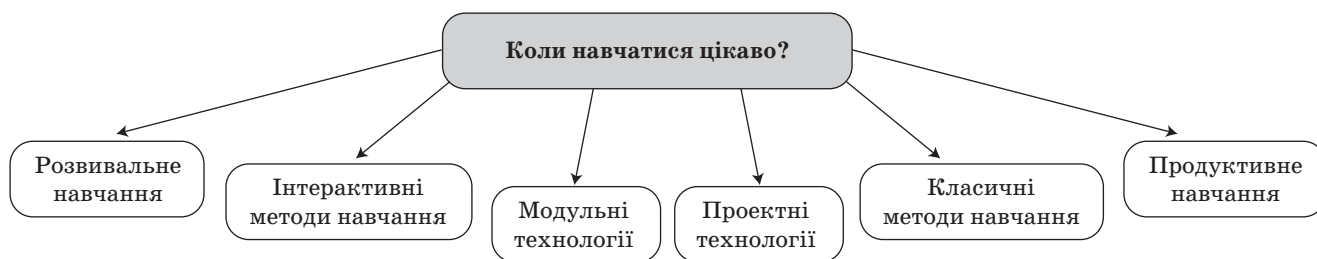 Коли навчатися цікаво?
Розвивальне
навчання
Інтерактивні
методи навчання
Модульні
технології
Проектні
технології
Класичні
методи навчання
Продуктивне
навчання